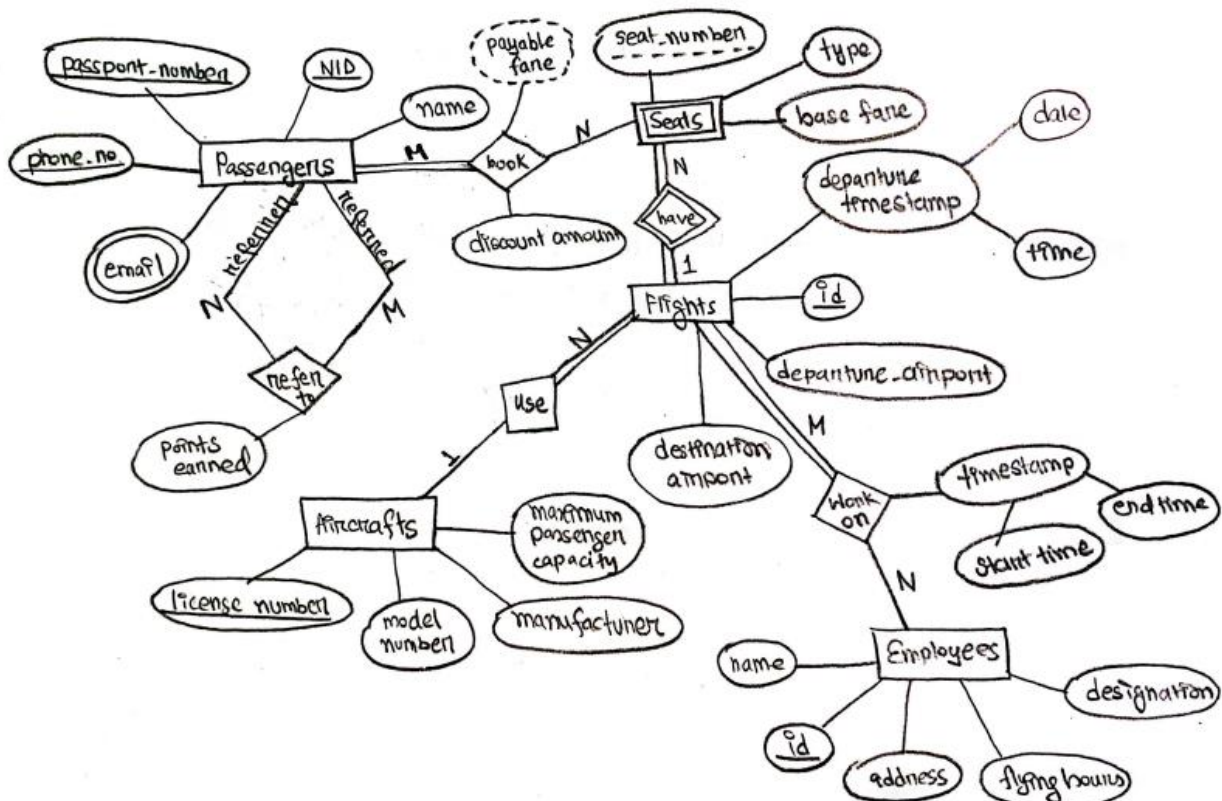 payable
fare
seat_number
type
passport_number
NID
name
Seats
base fare
date
phone_no
Passengers
M
book
N
N
departure
timestamp
have
discount amount
time
email
referrer
referred
1
Flights
id
N
M
N
departure_airport
refer
to
Use
M
points
earned
destination
airport
1
timestamp
Work
on
end time
Aircrafts
maximum
passenger
capacity
start time
N
license number
model
number
manufacturer
name
Employees
designation
id
address
flying hours